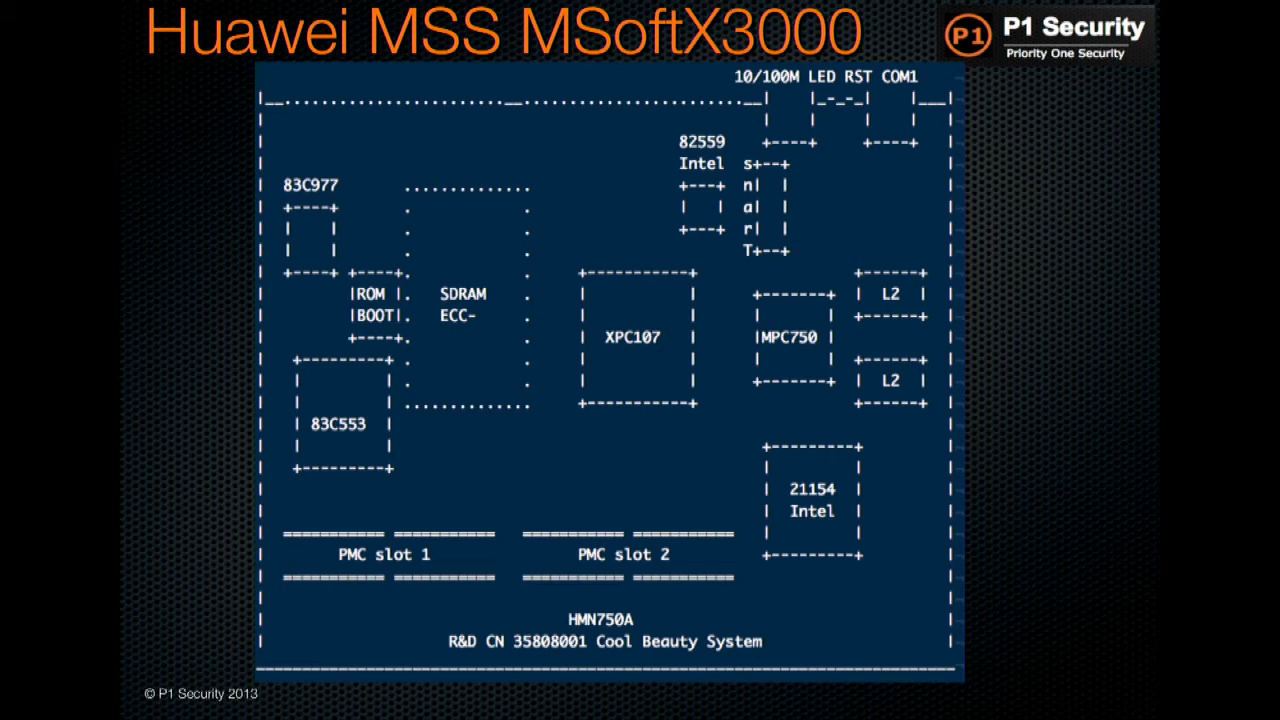 Huawei MSS MSoftX3000
P1
P1 Security
Priority One Security
10/100M LED RST COM1
82559
Intel
snarT
83C977
ROM
BOOT
SDRAM
ECC-
XPC107
MPC750
L2
L2
83C553
21154
Intel
PMC slot 1
PMC slot 2
HMN750A
R&D CN 35808001 Cool Beauty System
© P1 Security 2013